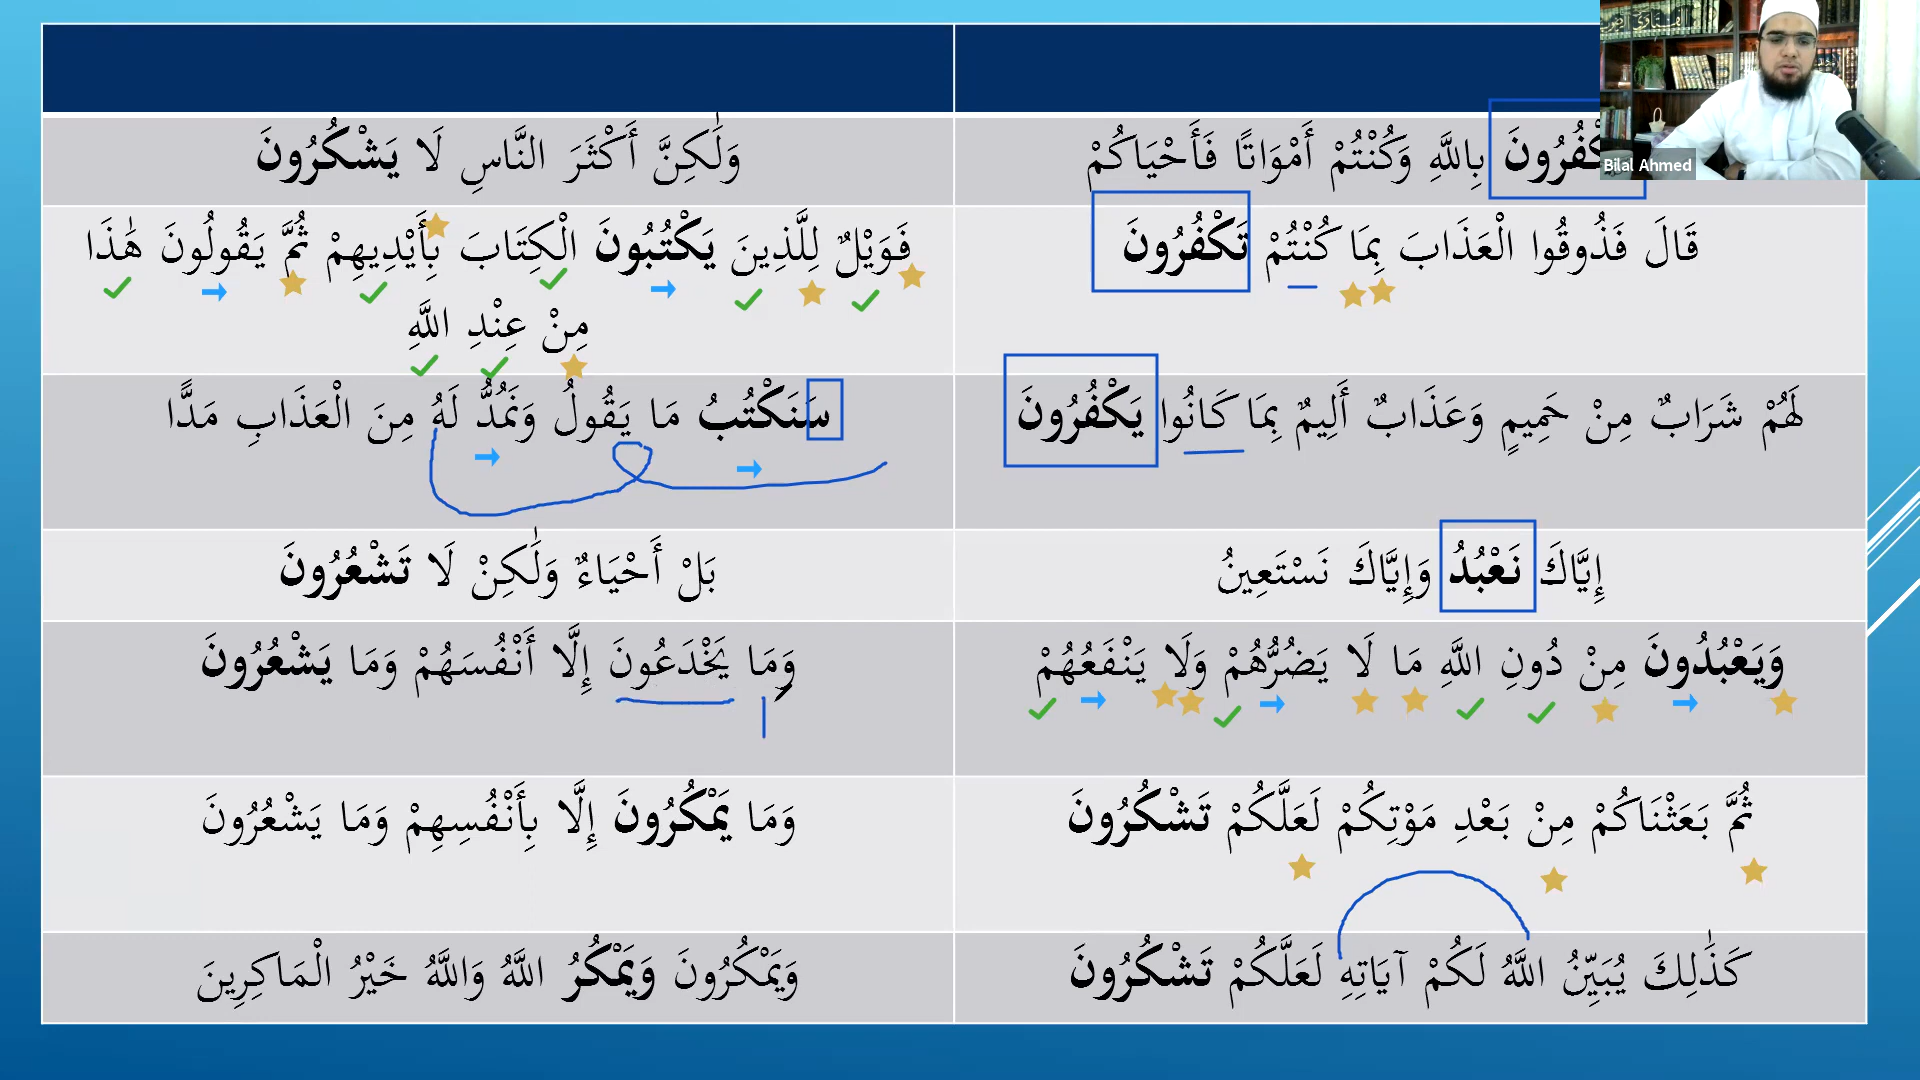 Bilal Ahmed
بِاللَّهِ وَكُنْتُمْ أَمْوَاتًا فَأَحْيَاكُمْ
وَلَٰكِنَّ أَكْثَرَ النَّاسِ لَا يَشْكُرُونَ
قَالَ فَذُوقُوا الْعَذَابَ بِمَا كُنْتُمْ تَكْفُرُونَ
فَوَيْلٌ لِلَّذِينَ يَكْتُبُونَ الْكِتَابَ بِأَيْدِيهِمْ ثُمَّ يَقُولُونَ هَٰذَا
مِنْ عِنْدِ اللَّهِ
لَهُمْ شَرَابٌ مِنْ حَمِيمٍ وَعَذَابٌ أَلِيمٌ بِمَا كَانُوا يَكْفُرُونَ
سَنَكْتُبُ مَا يَقُولُ وَنَمُدُّ لَهُ مِنَ الْعَذَابِ مَدًّا
إِيَّاكَ نَعْبُدُ وَإِيَّاكَ نَسْتَعِينُ
بَلْ أَحْيَاءٌ وَلَٰكِنْ لَا تَشْعُرُونَ
وَيَعْبُدُونَ مِنْ دُونِ اللَّهِ مَا لَا يَضُرُّهُمْ وَلَا يَنْفَعُهُمْ
وَمَا يَخْدَعُونَ إِلَّا أَنْفُسَهُمْ وَمَا يَشْعُرُونَ
ثُمَّ بَعَثْنَاكُمْ مِنْ بَعْدِ مَوْتِكُمْ لَعَلَّكُمْ تَشْكُرُونَ
وَمَا يَمْكُرُونَ إِلَّا بِأَنْفُسِهِمْ وَمَا يَشْعُرُونَ
كَذَٰلِكَ يُبَيِّنُ اللَّهُ لَكُمْ آيَاتِهِ لَعَلَّكُمْ تَشْكُرُونَ
وَيَمْكُرُونَ وَيَمْكُرُ اللَّهُ وَاللَّهُ خَيْرُ الْمَاكِرِينَ